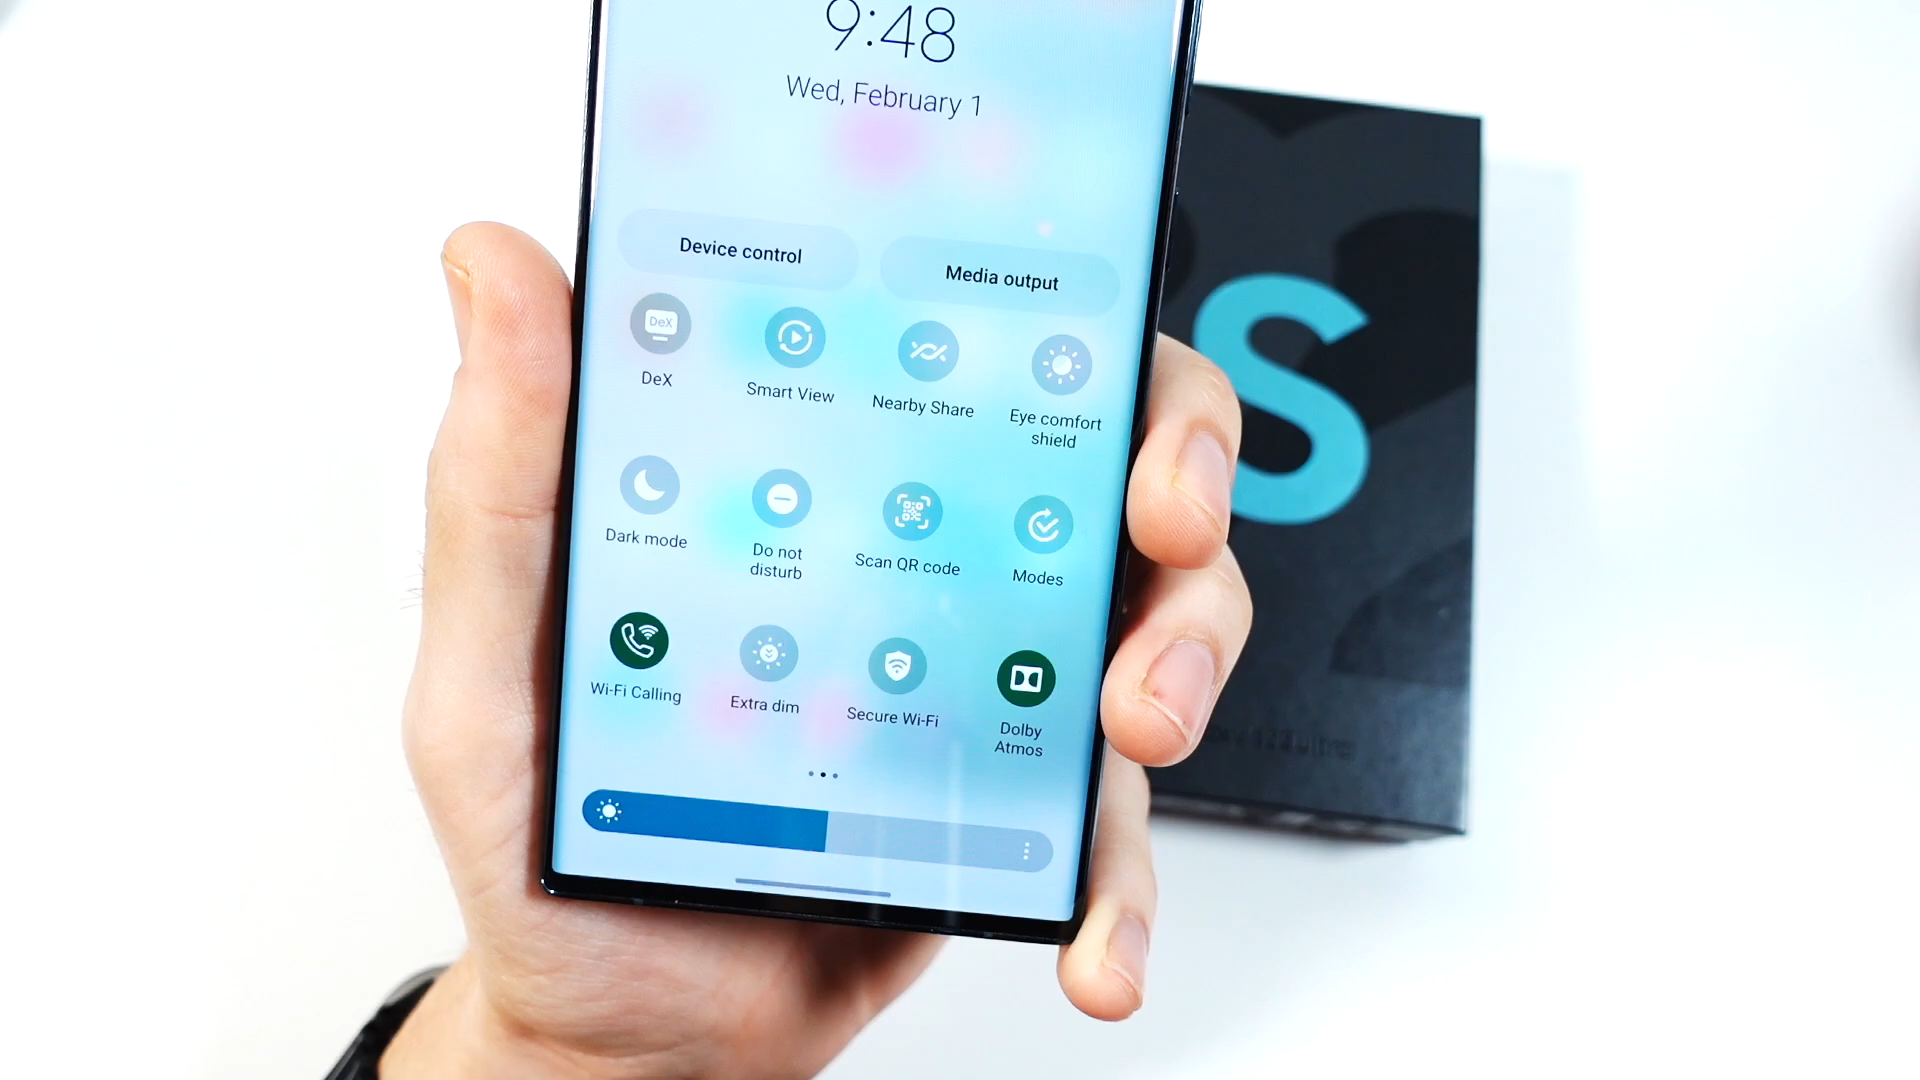 9:48
Wed, February 1
Device control
Media output
DeX
DeX
Smart View
Nearby Share
Eye comfort
shield
Dark mode
Do not
disturb
Scan QR code
Modes
Wi-Fi Calling
Extra dim
Secure Wi-Fi
Dolby
Atmos
S